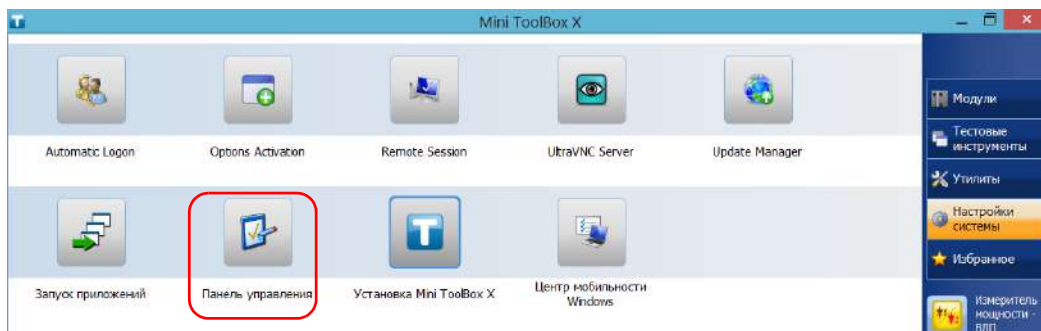 Mini ToolBox X
Automatic Logon
Options Activation
Remote Session
UltraVNC Server
Update Manager
Запуск приложений
Панель управления
Установка Mini ToolBox X
Центр мобильности
Windows
Модули
Тестовые
инструменты
Утилиты
Настройки
системы
Избранное
Измеритель
мощности -
ВЛП